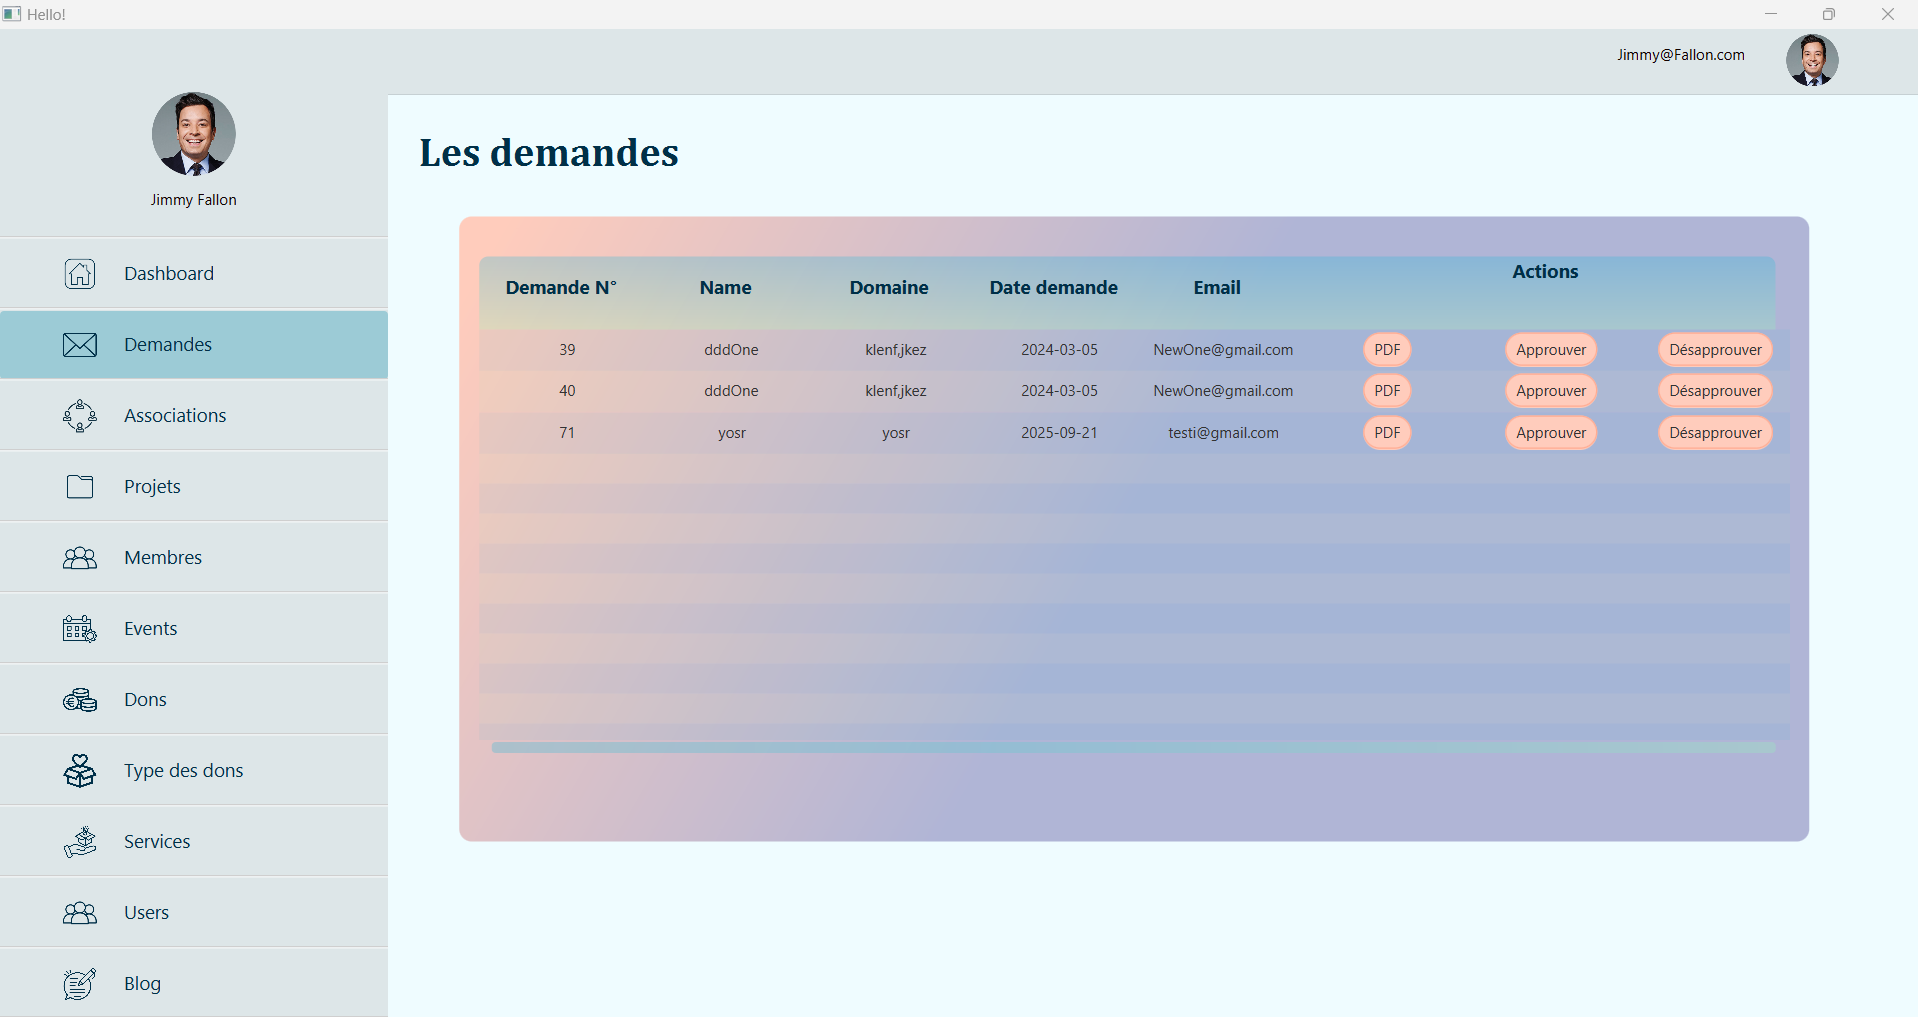 Hello!
Jimmy@Fallon.com
Jimmy Fallon
Dashboard
Demandes
Associations
Projets
Membres
Events
Dons
Type des dons
Services
Users
Blog
Les demandes
Demande N° Name Domaine Date demande Email Actions
39 dddOne klenf,jkez 2024-03-05 NewOne@gmail.com PDF Approuver Désapprouver
40 dddOne klenf,jkez 2024-03-05 NewOne@gmail.com PDF Approuver Désapprouver
71 yosr yosr 2025-09-21 testi@gmail.com PDF Approuver Désapprouver